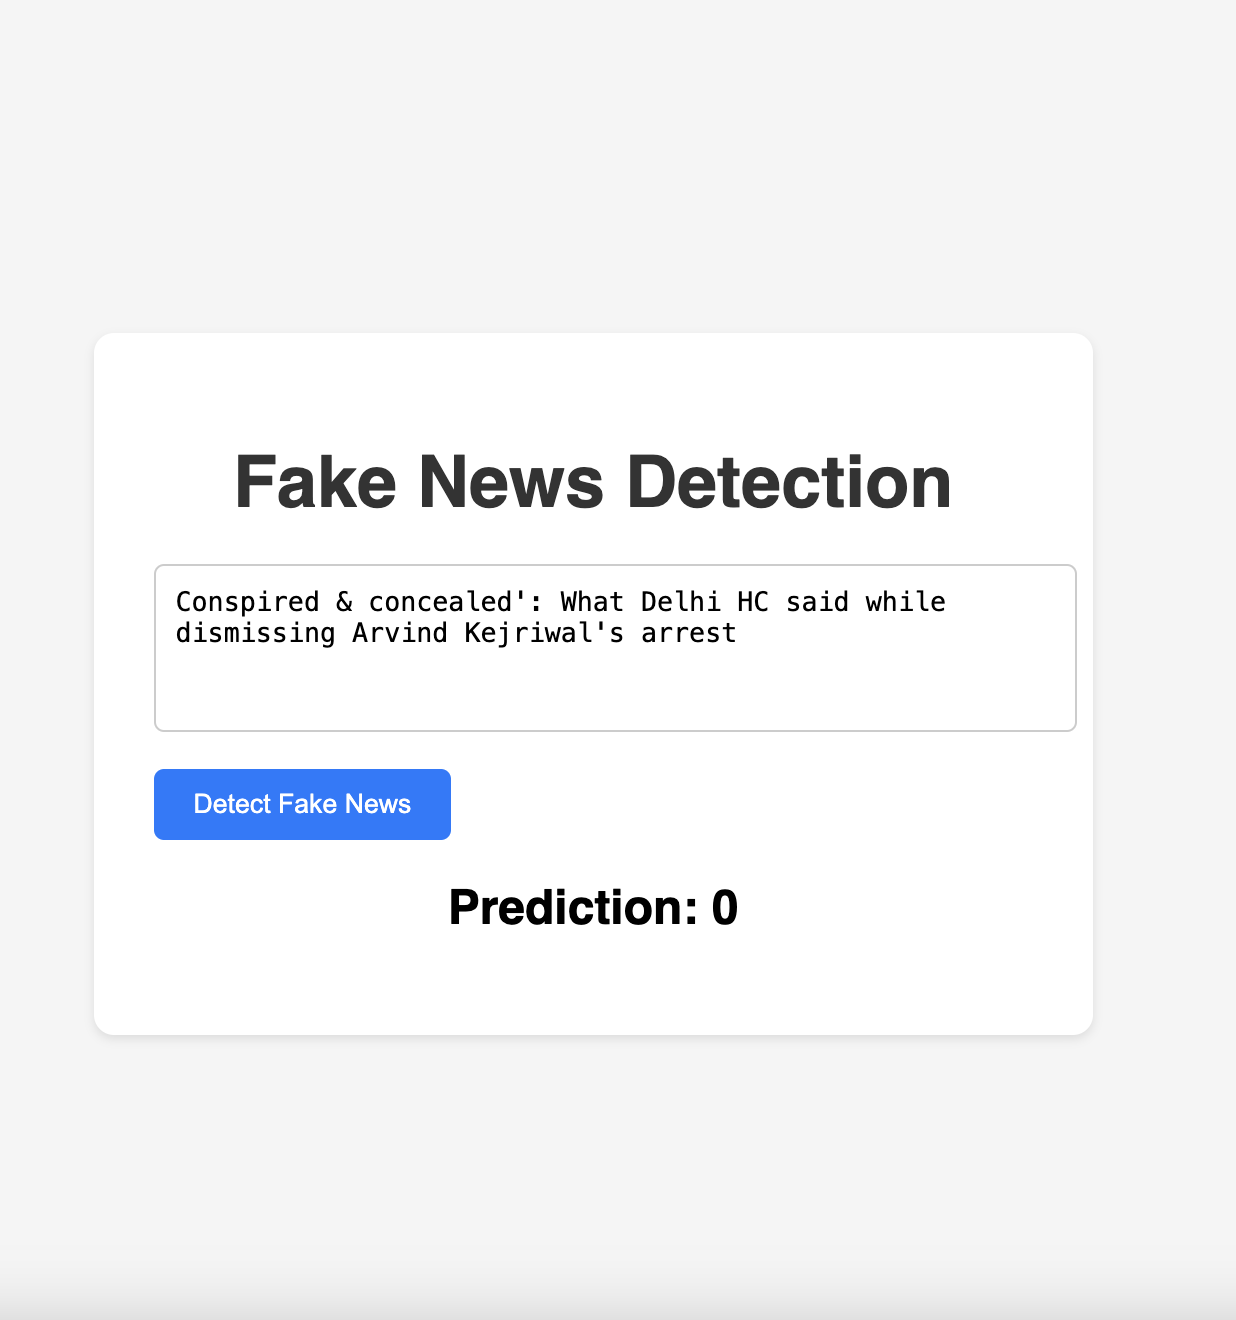 Fake News Detection
Conspired & concealed': What Delhi HC said while
dismissing Arvind Kejriwal's arrest
Detect Fake News
Prediction: 0